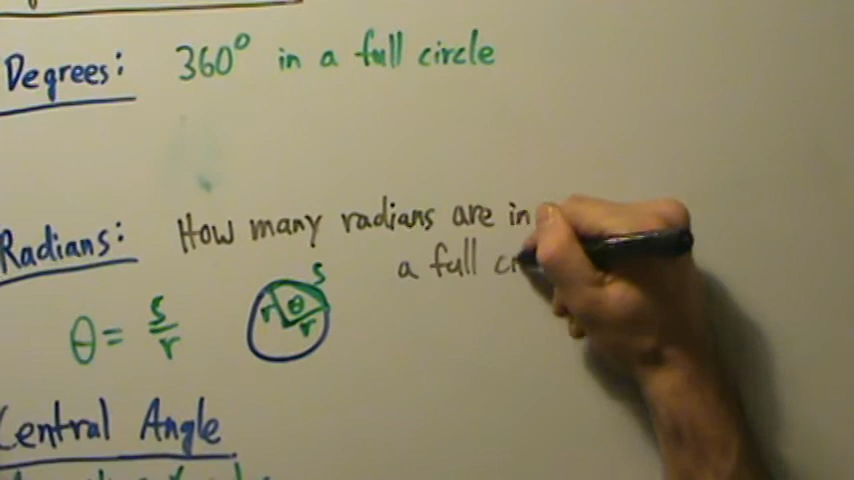 Degrees: 360° in a full circle
Radians: How many radians are in
a full
θ = s/r
s
r θ
r
Central Angle